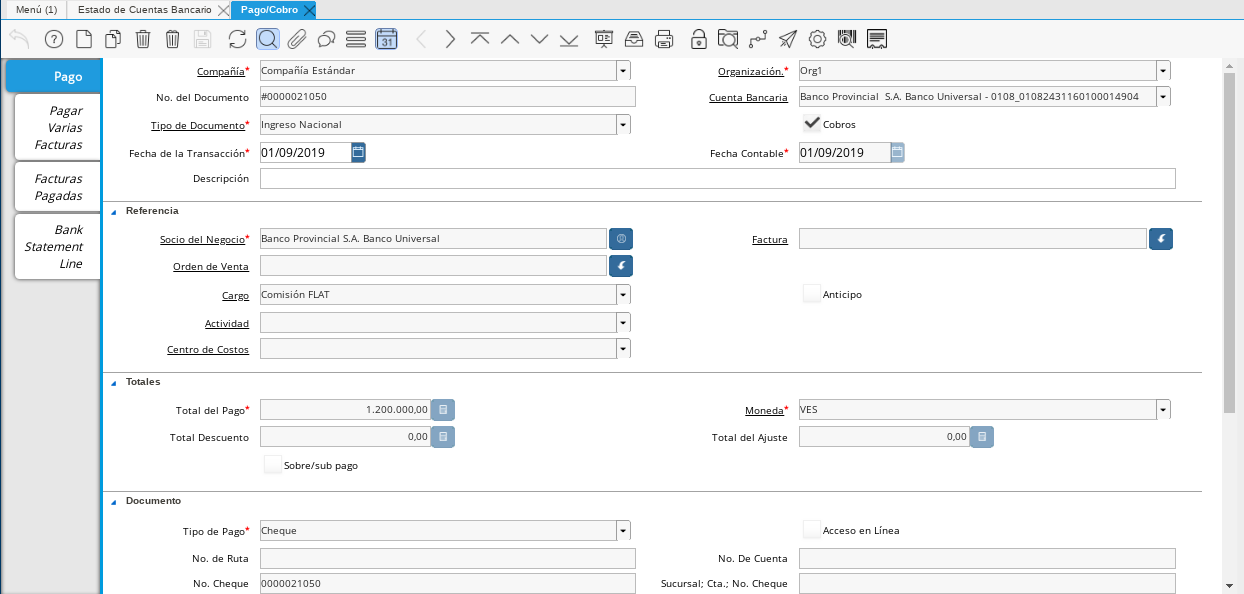 Menú (1) Estado de Cuentas Bancario Pago/Cobro
31
Pago
Pagar Varias Facturas
Facturas Pagadas
Bank Statement Line
Compañía* Compañía Estándar Organización.* Org1
No. del Documento #0000021050 Cuenta Bancaria Banco Provincial S.A. Banco Universal - 0108_01082431160100014904
Tipo de Documento* Ingreso Nacional Cobros
Fecha de la Transacción* 01/09/2019 Fecha Contable* 01/09/2019
Descripción
Referencia
Socio del Negocio* Banco Provincial S.A. Banco Universal Factura
Orden de Venta
Cargo Comisión FLAT Anticipo
Actividad
Centro de Costos
Totales
Total del Pago* 1.200.000,00 Moneda* VES
Total Descuento 0,00 Total del Ajuste 0,00
Sobre/sub pago
Documento
Tipo de Pago* Cheque Acceso en Línea
No. de Ruta No. De Cuenta
No. Cheque 0000021050 Sucursal; Cta.; No. Cheque